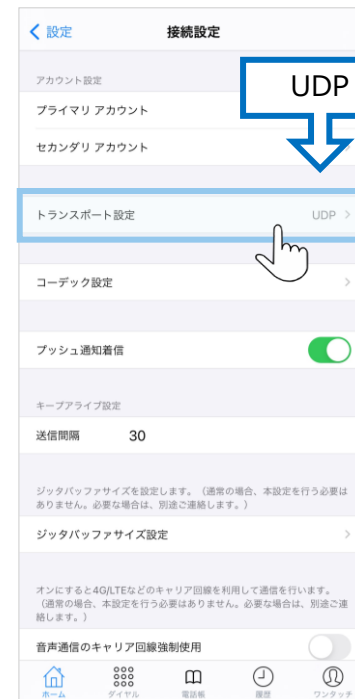 設定
接続設定
アカウント設定
UDP
プライマリ アカウント
セカンダリ アカウント
トランスポート設定
UDP
コーデック設定
プッシュ通知着信
キープアライブ設定
送信間隔 30
ジッタバッファサイズを設定します。（通常の場合、本設定を行う必要は
ありません。必要な場合は、別途ご連絡します。）
ジッタバッファサイズ設定
オンにすると4G/LTEなどのキャリア回線を利用して通信を行います。
（通常の場合、本設定を行う必要はありません。必要な場合は、別途ご連
絡します。）
音声通信のキャリア回線強制使用
ホーム ダイヤル 電話帳 履歴 ワンタッチ